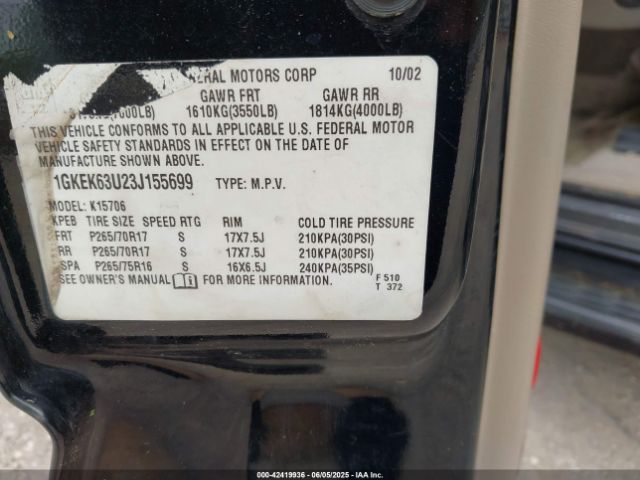 GENERAL MOTORS CORP 10/02
GAWR FRT GAWR RR
1610KG(3550LB) 1814KG(4000LB)
THIS VEHICLE CONFORMS TO ALL APPLICABLE U.S. FEDERAL MOTOR
VEHICLE SAFETY STANDARDS IN EFFECT ON THE DATE OF
MANUFACTURE SHOWN ABOVE.
1GKEK63U23J155699 TYPE: M.P.V.
MODEL: K15706
KPEB TIRE SIZE SPEED RTG RIM COLD TIRE PRESSURE
FRT P265/70R17 S 17X7.5J 210KPA(30PSI)
RR P265/70R17 S 17X7.5J 210KPA(30PSI)
SPA P265/75R16 S 16X6.5J 240KPA(35PSI)
SEE OWNER'S MANUAL FOR MORE INFORMATION.
F 510
T 372
000-42419936 - 06/05/2025 - COPYRIGHT IAA, LLC.